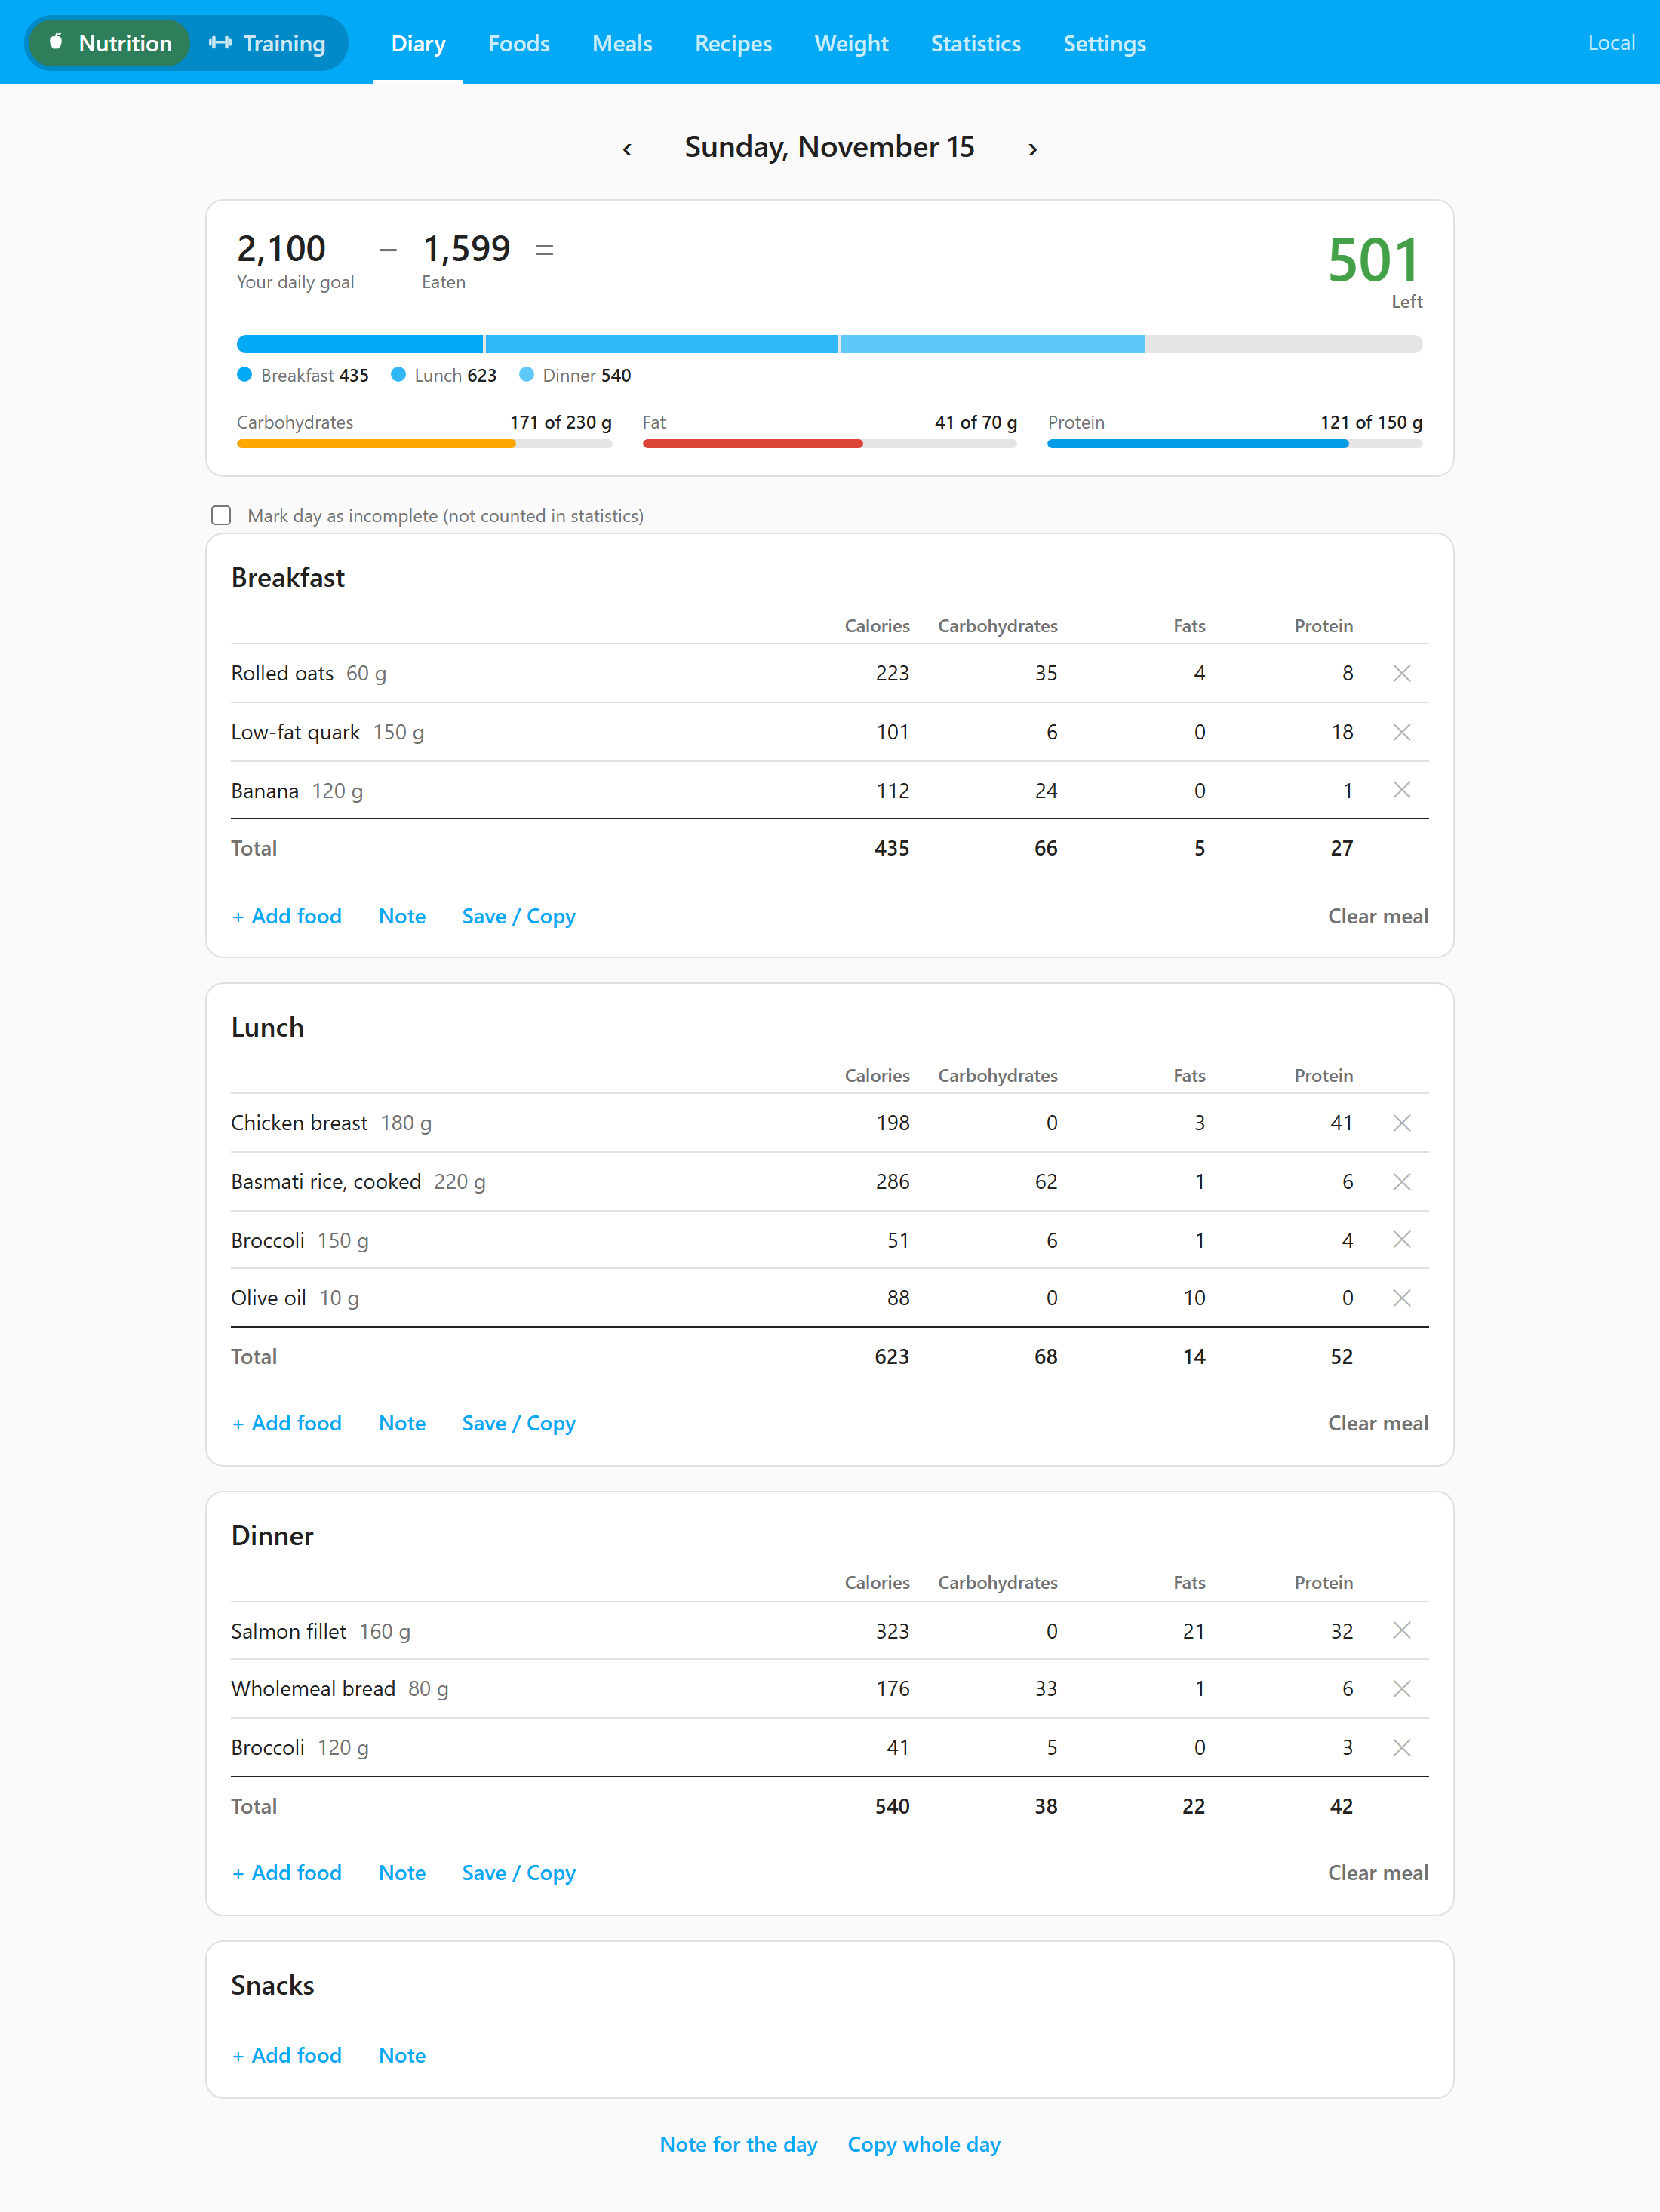 Nutrition Training Diary Foods Meals Recipes Weight Statistics Settings Local
‹ Sunday, November 15 ›
2,100 – 1,599 = 501
Your daily goal Eaten Left
Breakfast 435 Lunch 623 Dinner 540
Carbohydrates 171 of 230 g Fat 41 of 70 g Protein 121 of 150 g
Mark day as incomplete (not counted in statistics)
Breakfast
Calories Carbohydrates Fats Protein
Rolled oats 60 g 223 35 4 8
Low-fat quark 150 g 101 6 0 18
Banana 120 g 112 24 0 1
Total 435 66 5 27
+ Add food Note Save / Copy Clear meal
Lunch
Calories Carbohydrates Fats Protein
Chicken breast 180 g 198 0 3 41
Basmati rice, cooked 220 g 286 62 1 6
Broccoli 150 g 51 6 1 4
Olive oil 10 g 88 0 10 0
Total 623 68 14 52
+ Add food Note Save / Copy Clear meal
Dinner
Calories Carbohydrates Fats Protein
Salmon fillet 160 g 323 0 21 32
Wholemeal bread 80 g 176 33 1 6
Broccoli 120 g 41 5 0 3
Total 540 38 22 42
+ Add food Note Save / Copy Clear meal
Snacks
+ Add food Note
Note for the day Copy whole day